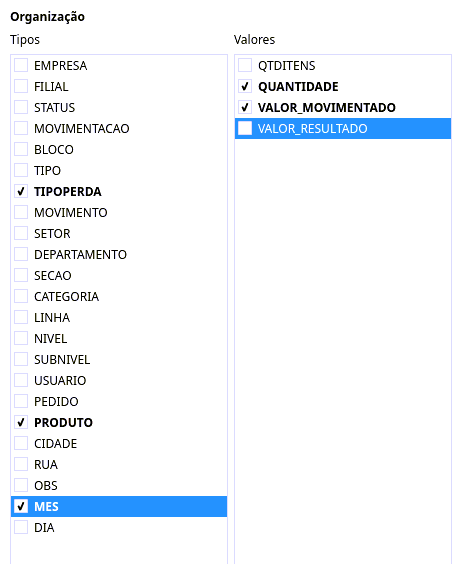 Organização
Tipos
EMPRESA
FILIAL
STATUS
MOVIMENTACAO
BLOCO
TIPO
TIPOPERDA
MOVIMENTO
SETOR
DEPARTAMENTO
SECAO
CATEGORIA
LINHA
NIVEL
SUBNIVEL
USUARIO
PEDIDO
PRODUTO
CIDADE
RUA
OBS
MES
DIA
Valores
QTDITENS
QUANTIDADE
VALOR_MOVIMENTADO
VALOR_RESULTADO